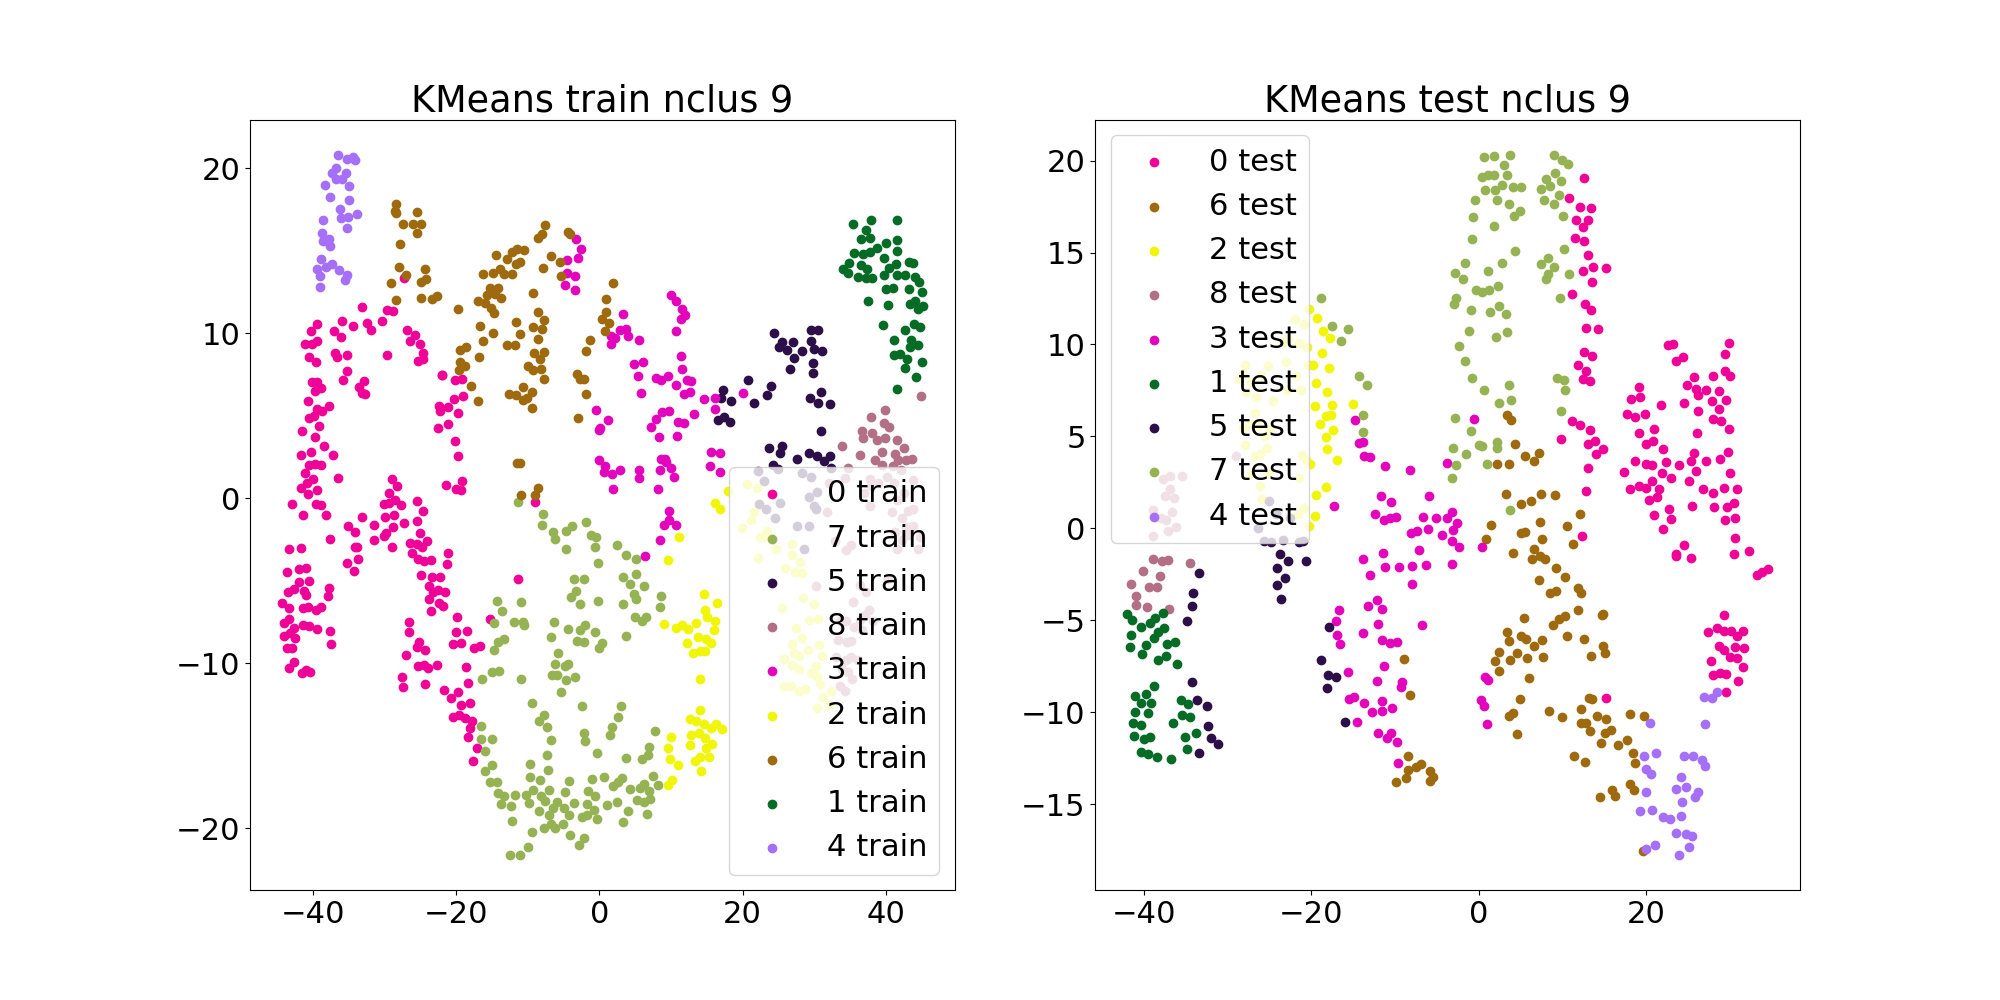 KMeans train nclus 9
20
10
0
−10
−20
−40 −20 0 20 40
0 train
7 train
5 train
8 train
3 train
2 train
6 train
1 train
4 train
KMeans test nclus 9
20
15
10
5
0
−5
−10
−15
−40 −20 0 20
0 test
6 test
2 test
8 test
3 test
1 test
5 test
7 test
4 test